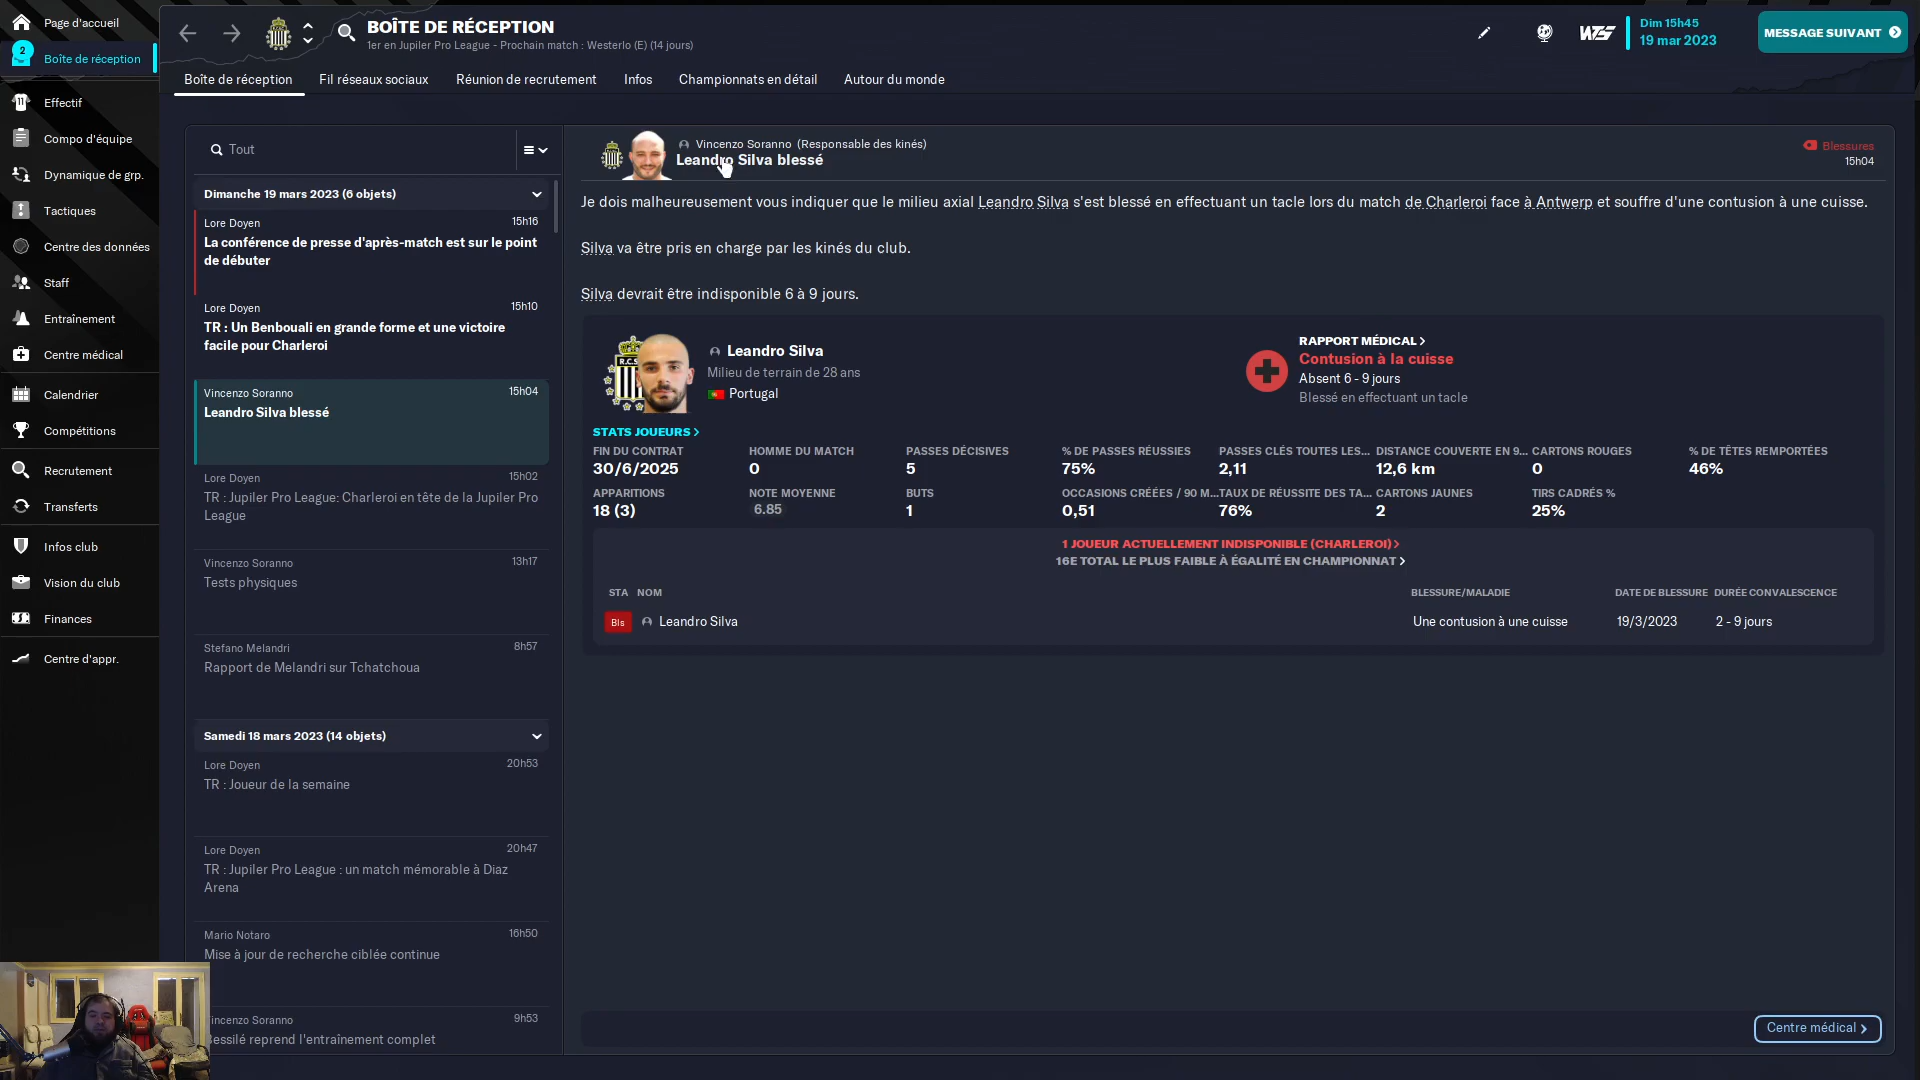 Page d'accueil
2
Boîte de réception
Effectif
Compo d'équipe
Dynamique de grp.
Tactiques
Centre des données
Staff
Entraînement
Centre médical
Calendrier
Compétitions
Recrutement
Transferts
Infos club
Vision du club
Finances
Centre d'appr.
BOÎTE DE RÉCEPTION
1er en Jupiler Pro League - Prochain match : Westerlo (E) (14 jours)
Dim 15h45
19 mar 2023
MESSAGE SUIVANT
Boîte de réception
Fil réseaux sociaux
Réunion de recrutement
Infos
Championnats en détail
Autour du monde
Tout
Dimanche 19 mars 2023 (6 objets)
Lore Doyen
15h16
La conférence de presse d'après-match est sur le point
de débuter
Lore Doyen
15h10
TR : Un Benbouali en grande forme et une victoire
facile pour Charleroi
Vincenzo Soranno
15h04
Leandro Silva blessé
Lore Doyen
15h02
TR : Jupiler Pro League: Charleroi en tête de la Jupiler Pro
League
Vincenzo Soranno
13h17
Tests physiques
Stefano Melandri
8h57
Rapport de Melandri sur Tchatchoua
Samedi 18 mars 2023 (14 objets)
Lore Doyen
20h53
TR : Joueur de la semaine
Lore Doyen
20h47
TR : Jupiler Pro League : un match mémorable à Diaz
Arena
Mario Notaro
16h50
Mise à jour de recherche ciblée continue
incenzo Soranno
9h53
essilé reprend l'entraînement complet
Vincenzo Soranno (Responsable des kinés)
Leandro Silva blessé
Blessures
15h04
Je dois malheureusement vous indiquer que le milieu axial Leandro Silva s'est blessé en effectuant un tacle lors du match de Charleroi face à Antwerp et souffre d'une contusion à une cuisse.
Silva va être pris en charge par les kinés du club.
Silva devrait être indisponible 6 à 9 jours.
Leandro Silva
Milieu de terrain de 28 ans
Portugal
RAPPORT MÉDICAL
Contusion à la cuisse
Absent 6 - 9 jours
Blessé en effectuant un tacle
STATS JOUEURS
FIN DU CONTRAT
30/6/2025
HOMME DU MATCH
0
PASSES DÉCISIVES
5
% DE PASSES RÉUSSIES
75%
PASSES CLÉS TOUTES LES...
2,11
DISTANCE COUVERTE EN 9...
12,6 km
CARTONS ROUGES
0
% DE TÊTES REMPORTÉES
46%
APPARITIONS
18 (3)
NOTE MOYENNE
6.85
BUTS
1
OCCASIONS CRÉÉES / 90 M...
0,51
TAUX DE RÉUSSITE DES TA...
76%
CARTONS JAUNES
2
TIRS CADRÉS %
25%
1 JOUEUR ACTUELLEMENT INDISPONIBLE (CHARLEROI)
16E TOTAL LE PLUS FAIBLE À ÉGALITÉ EN CHAMPIONNAT
STA NOM BLESSURE/MALADIE DATE DE BLESSURE DURÉE CONVALESCENCE
Bls Leandro Silva Une contusion à une cuisse 19/3/2023 2 - 9 jours
Centre médical